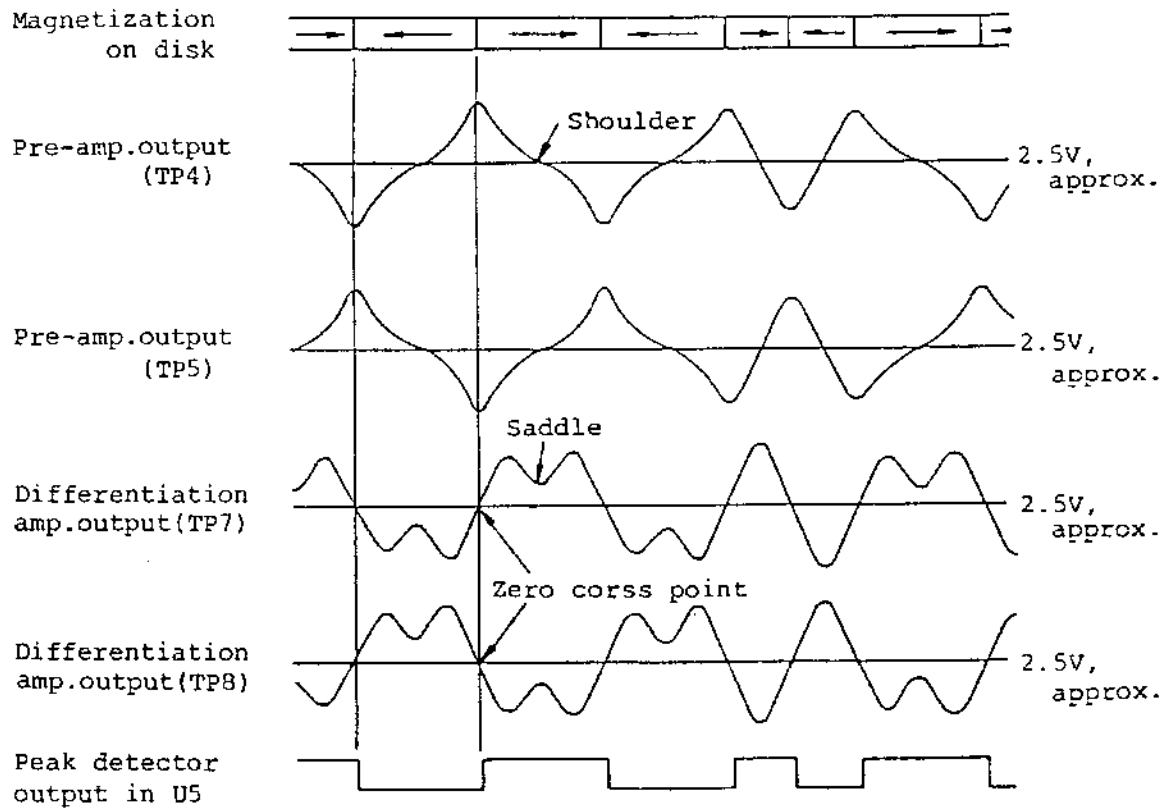 Magnetization
on disk
Shoulder
Pre-amp.output
(TP4)
2.5V,
approx.
Pre-amp.output
(TP5)
2.5V,
approx.
Saddle
Differentiation
amp.output(TP7)
2.5V,
approx.
Zero corss point
Differentiation
amp.output(TP8)
2.5V,
approx.
Peak detector
output in U5